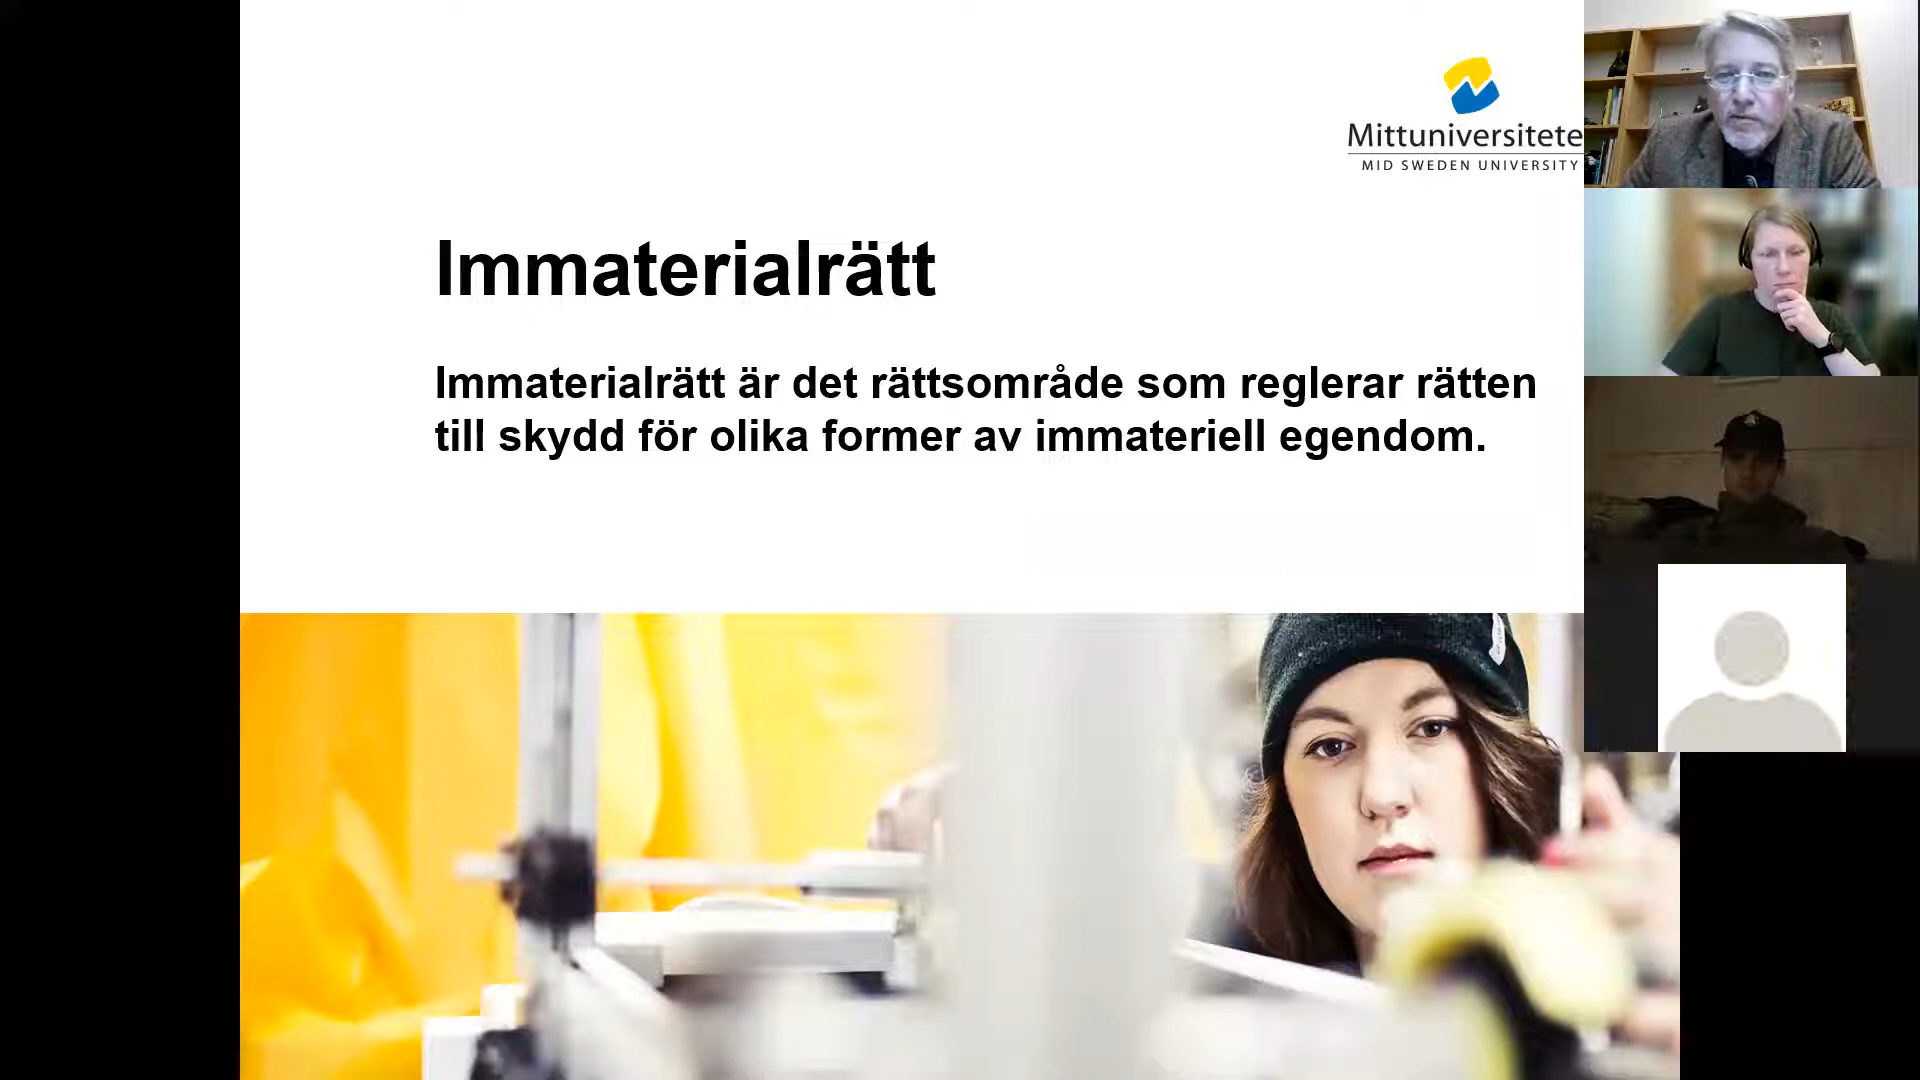 Mittuniversitete
MID SWEDEN UNIVERSITY
Immaterialrätt
Immaterialrätt är det rättsområde som reglerar rätten
till skydd för olika former av immateriell egendom.